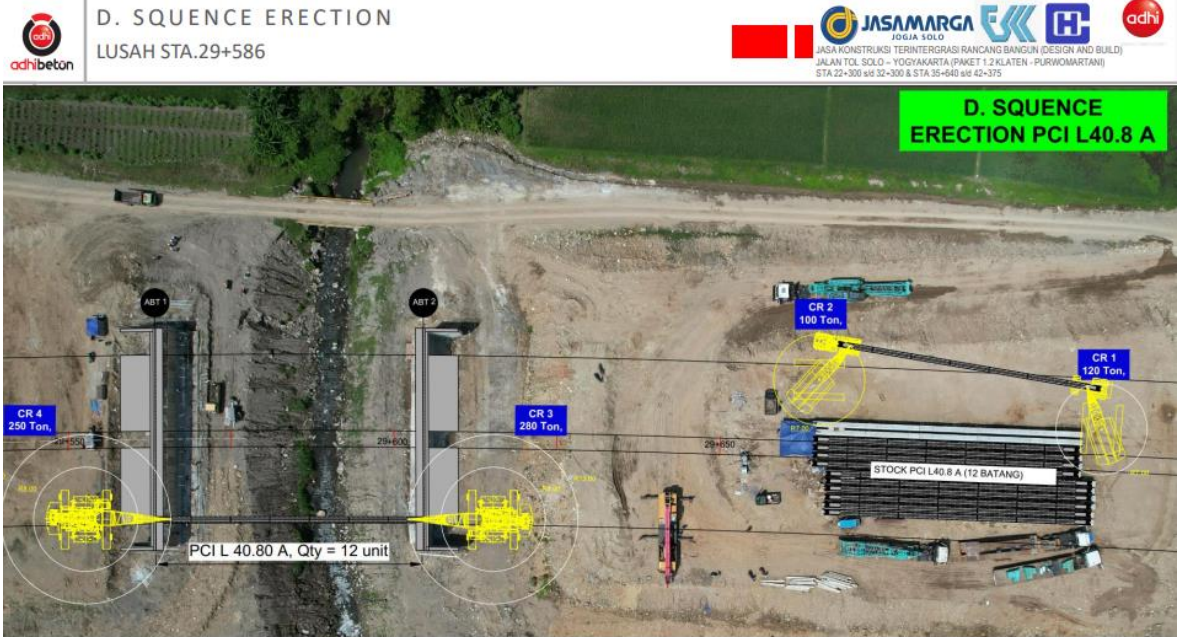 D. SQUENCE ERECTION
LUSAH STA.29+586
adhibeton
JASAMARGA
JOGJA SOLO
adhi
JASA KONSTRUKSI TERINTERGRASI RANCANG BANGUN (DESIGN AND BUILD)
JALAN TOL SOLO – YOGYAKARTA (PAKET 1.2 KLATEN - PURWOMARTANI)
STA 22+300 s/d 32+300 & STA 35+640 s/d 42+375
D. SQUENCE
ERECTION PCI L40.8 A
ABT 1
ABT 2
CR 2
100 Ton,
CR 1
120 Ton,
CR 4
250 Ton,
CR 3
280 Ton,
29+550
29+600
29+650
R7.00
STOCK PCI L40.8 A (12 BATANG)
PCI L 40.80 A, Qty = 12 unit